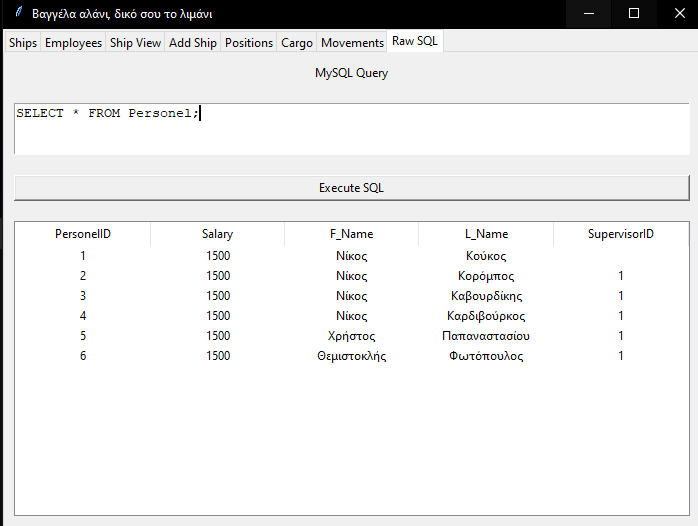 Βαγγέλα αλάνι, δικό σου το λιμάνι
Ships Employees Ship View Add Ship Positions Cargo Movements Raw SQL
MySQL Query
SELECT * FROM Personel;
Execute SQL
PersonelID Salary F_Name L_Name SupervisorID
1 1500 Νίκος Κούκος
2 1500 Νίκος Κορόμπος 1
3 1500 Νίκος Καβουρδίκης 1
4 1500 Νίκος Καρδιβούρκος 1
5 1500 Χρήστος Παπαναστασίου 1
6 1500 Θεμιστοκλής Φωτόπουλος 1